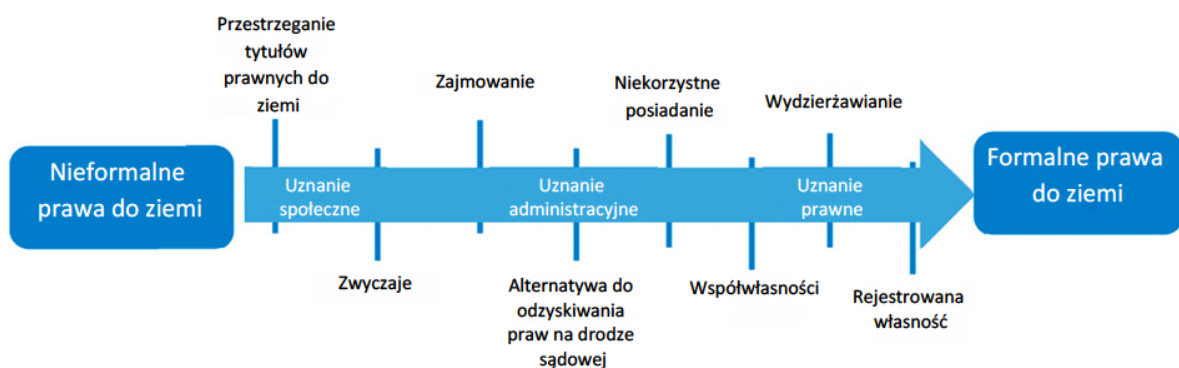 Przestrzeganie
tytułów
prawnych do
ziemi
Zajmowanie
Niekorzystne
posiadanie
Wydzierżawianie
Nieformalne
prawa do ziemi
Uznanie
społeczne
Uznanie
administracyjne
Uznanie
prawne
Formalne prawa
do ziemi
Zwyczaje
Alternatywa do
odzyskiwania
praw na drodze
sądowej
Współwłasności
Rejestrowana
własność